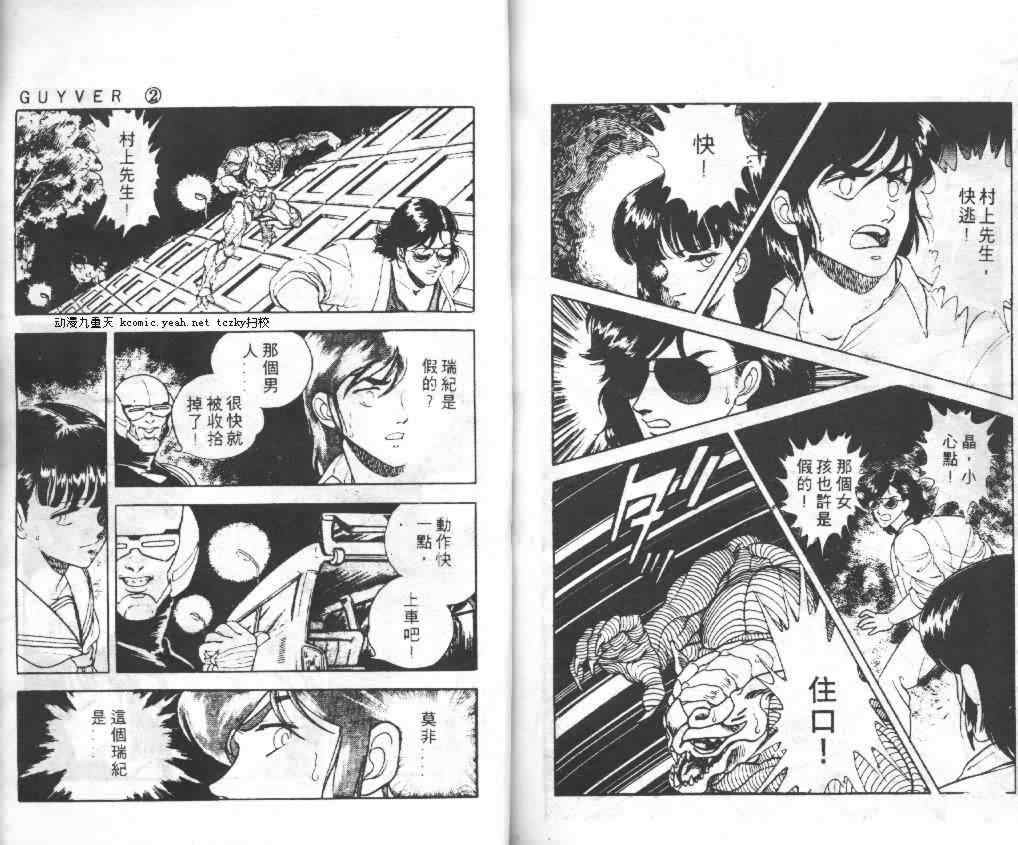 村上先生，
快逃！
快！
晶，小
心點！
那個女
孩也許是
假的！
住口！
GUYVER ②
村上先生！
动漫九重天 kcomic.yeah.net tczky扫校
瑞紀是
假的？
那個男
人……
很快就
被收拾
掉了！
動作快
一點，
上車吧！
莫非……
這個瑞紀
是……